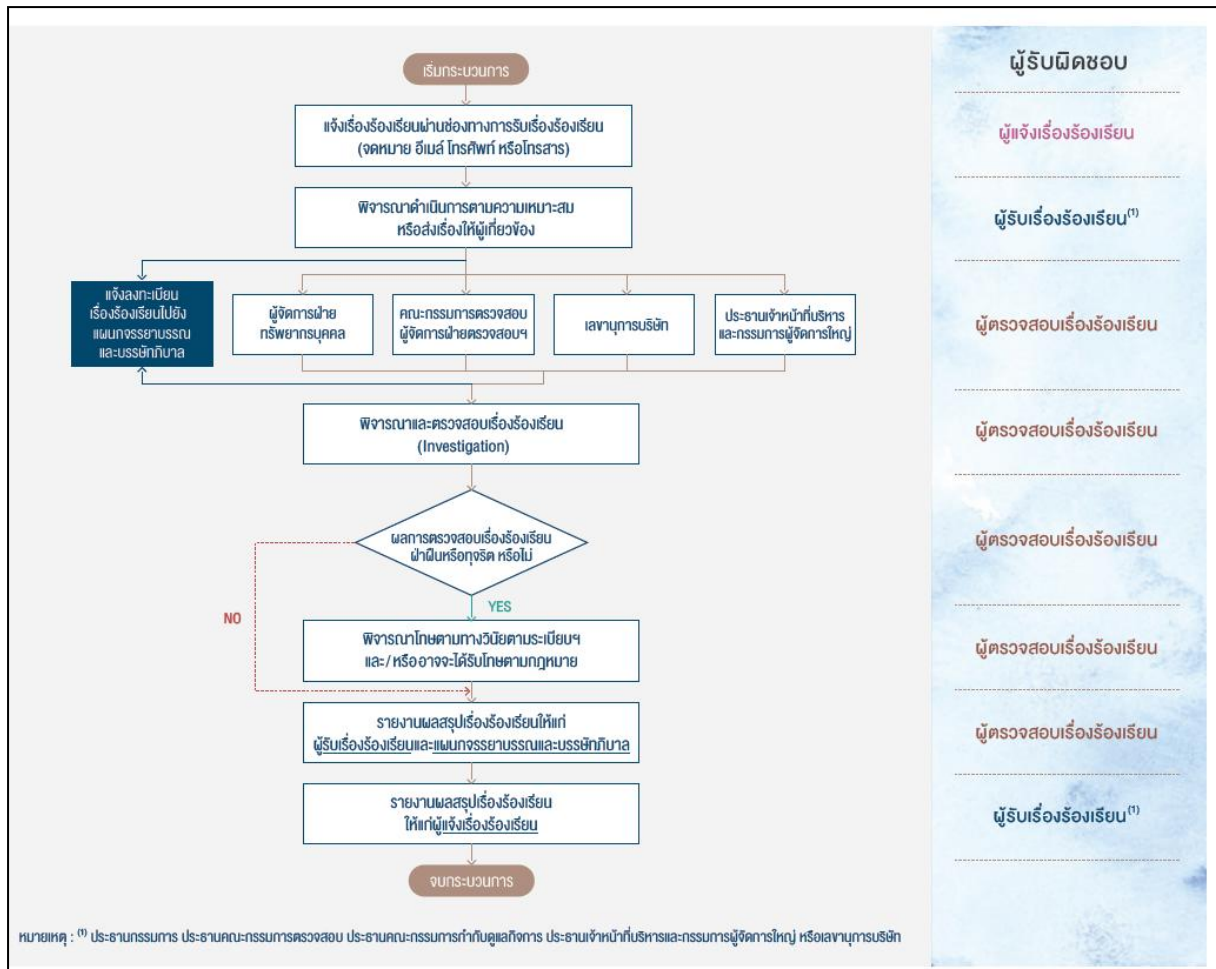 ผู้รับผิดชอบ
เริ่มกระบวนการ
แจ้งเรื่องร้องเรียนผ่านช่องทางการรับเรื่องร้องเรียน
(จดหมาย อีเมล์ โทรศัพท์ หรือโทรสาร)
ผู้แจ้งเรื่องร้องเรียน
พิจารณาดำเนินการตามความเหมาะสม
หรือส่งเรื่องให้ผู้เกี่ยวข้อง
ผู้รับเรื่องร้องเรียน(1)
แจ้งลงทะเบียน
เรื่องร้องเรียนไปยัง
แผนกจรรยาบรรณ
และบรรษัทภิบาล
ผู้จัดการฝ่าย
ทรัพยากรบุคคล
คณะกรรมการตรวจสอบ
ผู้จัดการฝ่ายตรวจสอบฯ
เลขานุการบริษัท
ประธานเจ้าหน้าที่บริหาร
และกรรมการผู้จัดการใหญ่
ผู้ตรวจสอบเรื่องร้องเรียน
พิจารณาและตรวจสอบเรื่องร้องเรียน
(Investigation)
ผู้ตรวจสอบเรื่องร้องเรียน
ผลการตรวจสอบเรื่องร้องเรียน
ฝ่าฝืนหรือทุจริต หรือไม่
ผู้ตรวจสอบเรื่องร้องเรียน
YES
NO
พิจารณาโทษตามทางวินัยตามระเบียบฯ
และ/หรืออาจจะได้รับโทษตามกฎหมาย
ผู้ตรวจสอบเรื่องร้องเรียน
รายงานผลสรุปเรื่องร้องเรียนให้แก่
ผู้รับเรื่องร้องเรียนและแผนกจรรยาบรรณและบรรษัทภิบาล
ผู้ตรวจสอบเรื่องร้องเรียน
รายงานผลสรุปเรื่องร้องเรียน
ให้แก่ผู้แจ้งเรื่องร้องเรียน
ผู้รับเรื่องร้องเรียน(1)
จบกระบวนการ
หมายเหตุ : (1) ประธานกรรมการ ประธานคณะกรรมการตรวจสอบ ประธานคณะกรรมการกำกับดูแลกิจการ ประธานเจ้าหน้าที่บริหารและกรรมการผู้จัดการใหญ่ หรือเลขานุการบริษัท